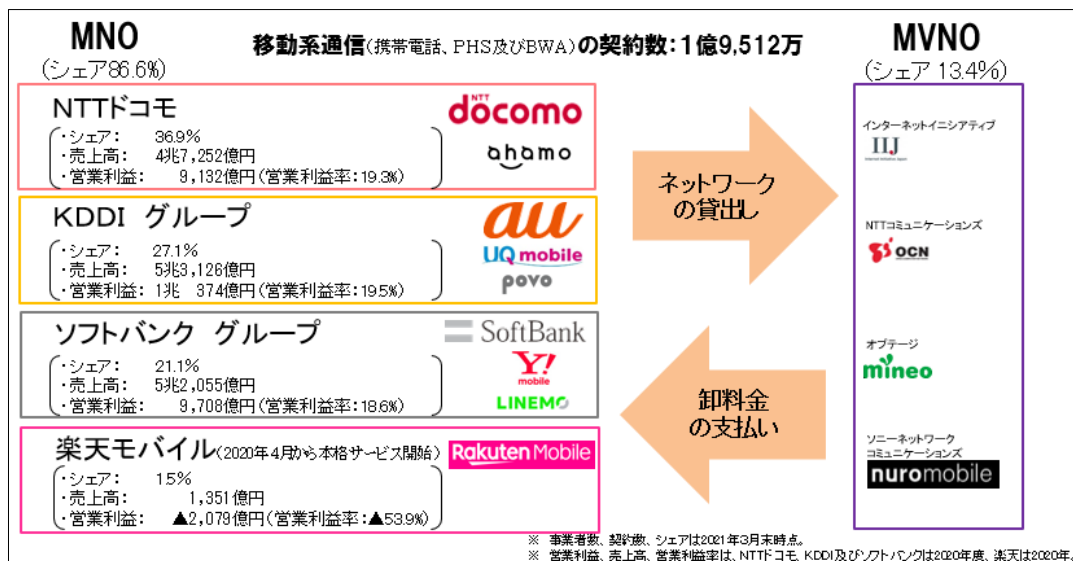 MNO
(シェア86.6%)
移動系通信(携帯電話、PHS及びBWA)の契約数:1億9,512万
MVNO
(シェア 13.4%)
NTTドコモ
・シェア: 36.9%
・売上高: 4兆7,252億円
・営業利益: 9,132億円(営業利益率:19.3%)
NTT
döcomo
ahamo
KDDI グループ
・シェア: 27.1%
・売上高: 5兆3,126億円
・営業利益: 1兆 374億円(営業利益率:19.5%)
au
UQ mobile
povo
ソフトバンク グループ
・シェア: 21.1%
・売上高: 5兆2,055億円
・営業利益: 9,708億円(営業利益率:18.6%)
SoftBank
Y!
mobile
LINEMO
楽天モバイル(2020年4月から本格サービス開始)
・シェア: 1.5%
・売上高: 1,351億円
・営業利益: ▲2,079億円(営業利益率:▲53.9%)
Rakuten Mobile
ネットワーク
の貸出し
卸料金
の支払い
インターネットイニシアティブ
IIJ
Internet Initiative Japan
NTTコミュニケーションズ
OCN
オプテージ
mineo
ソニーネットワーク
コミュニケーションズ
nuromobile
※ 事業者数、契約数、シェアは2021年3月末時点。
※ 営業利益、売上高、営業利益率は、NTTドコモ、KDDI及びソフトバンクは2020年度、楽天は2020年。